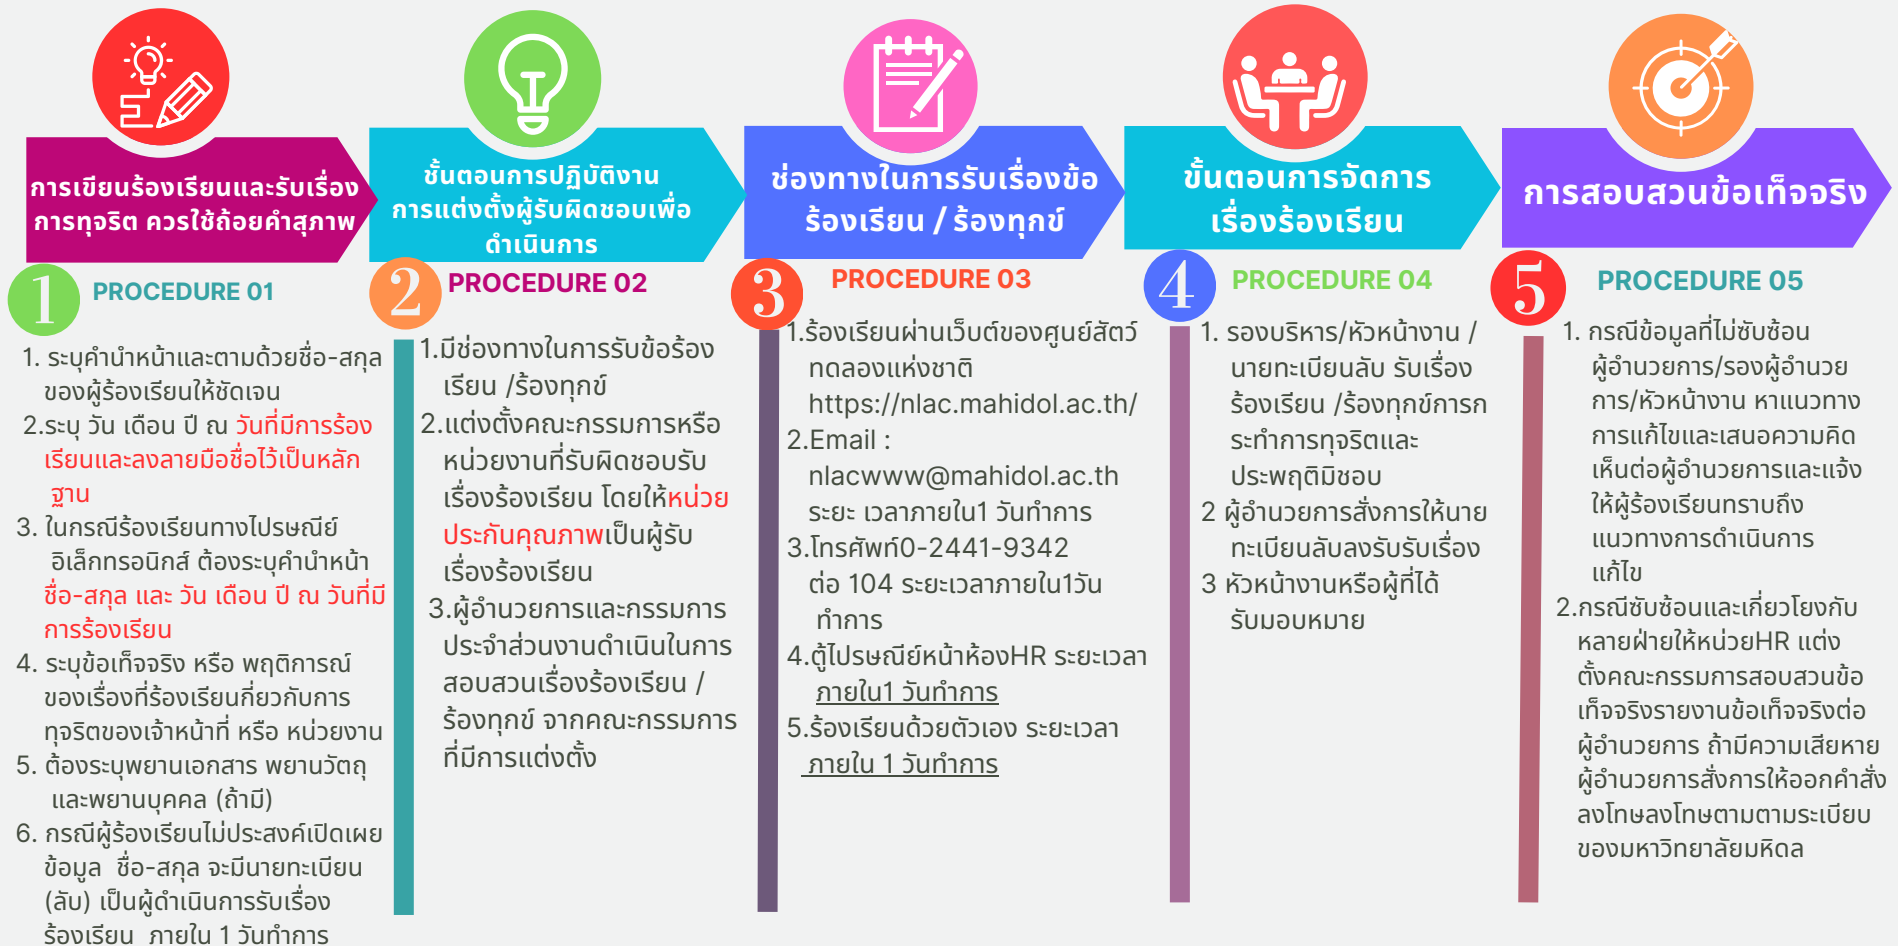 การเขียนร้องเรียนและรับเรื่อง
การทุจริต ควรใช้ถ้อยคำสุภาพ
1
PROCEDURE 01
1. ระบุคำนำหน้าและตามด้วยชื่อ-สกุล
ของผู้ร้องเรียนให้ชัดเจน
2.ระบุ วัน เดือน ปี ณ วันที่มีการร้อง
เรียนและลงลายมือชื่อไว้เป็นหลัก
ฐาน
3. ในกรณีร้องเรียนทางไปรษณีย์
อิเล็กทรอนิกส์ ต้องระบุคำนำหน้า
ชื่อ-สกุล และ วัน เดือน ปี ณ วันที่มี
การร้องเรียน
4. ระบุข้อเท็จจริง หรือ พฤติการณ์
ของเรื่องที่ร้องเรียนกี่ยวกับการ
ทุจริตของเจ้าหน้าที่ หรือ หน่วยงาน
5. ต้องระบุพยานเอกสาร พยานวัตถุ
และพยานบุคคล (ถ้ามี)
6. กรณีผู้ร้องเรียนไม่ประสงค์เปิดเผย
ข้อมูล ชื่อ-สกุล จะมีนายทะเบียน
(ลับ) เป็นผู้ดำเนินการรับเรื่อง
ร้องเรียน ภายใน 1 วันทำการ
ขั้นตอนการปฏิบัติงาน
การแต่งตั้งผู้รับผิดชอบเพื่อ
ดำเนินการ
2
PROCEDURE 02
1.มีช่องทางในการรับข้อร้อง
เรียน /ร้องทุกข์
2.แต่งตั้งคณะกรรมการหรือ
หน่วยงานที่รับผิดชอบรับ
เรื่องร้องเรียน โดยให้หน่วย
ประกันคุณภาพเป็นผู้รับ
เรื่องร้องเรียน
3.ผู้อำนวยการและกรรมการ
ประจำส่วนงานดำเนินในการ
สอบสวนเรื่องร้องเรียน /
ร้องทุกข์ จากคณะกรรมการ
ที่มีการแต่งตั้ง
ช่องทางในการรับเรื่องข้อ
ร้องเรียน / ร้องทุกข์
3
PROCEDURE 03
1.ร้องเรียนผ่านเว็บต์ของศูนย์สัตว์
ทดลองแห่งชาติ
https://nlac.mahidol.ac.th/
2.Email :
nlacwww@mahidol.ac.th
ระยะ เวลาภายใน1 วันทำการ
3.โทรศัพท์0-2441-9342
ต่อ 104 ระยะเวลาภายใน1วัน
ทำการ
4.ตู้ไปรษณีย์หน้าห้องHR ระยะเวลา
ภายใน1 วันทำการ
5.ร้องเรียนด้วยตัวเอง ระยะเวลา
ภายใน 1 วันทำการ
ขั้นตอนการจัดการ
เรื่องร้องเรียน
4
PROCEDURE 04
1. รองบริหาร/หัวหน้างาน /
นายทะเบียนลับ รับเรื่อง
ร้องเรียน /ร้องทุกข์การก
ระทำการทุจริตและ
ประพฤติมิชอบ
2 ผู้อำนวยการสั่งการให้นาย
ทะเบียนลับลงรับรับเรื่อง
3 หัวหน้างานหรือผู้ที่ได้
รับมอบหมาย
การสอบสวนข้อเท็จจริง
5
PROCEDURE 05
1. กรณีข้อมูลที่ไม่ซับซ้อน
ผู้อำนวยการ/รองผู้อำนวย
การ/หัวหน้างาน หาแนวทาง
การแก้ไขและเสนอความคิด
เห็นต่อผู้อำนวยการและแจ้ง
ให้ผู้ร้องเรียนทราบถึง
แนวทางการดำเนินการ
แก้ไข
2.กรณีซับซ้อนและเกี่ยวโยงกับ
หลายฝ่ายให้หน่วยHR แต่ง
ตั้งคณะกรรมการสอบสวนข้อ
เท็จจริงรายงานข้อเท็จจริงต่อ
ผู้อำนวยการ ถ้ามีความเสียหาย
ผู้อำนวยการสั่งการให้ออกคำสั่ง
ลงโทษลงโทษตามตามระเบียบ
ของมหาวิทยาลัยมหิดล